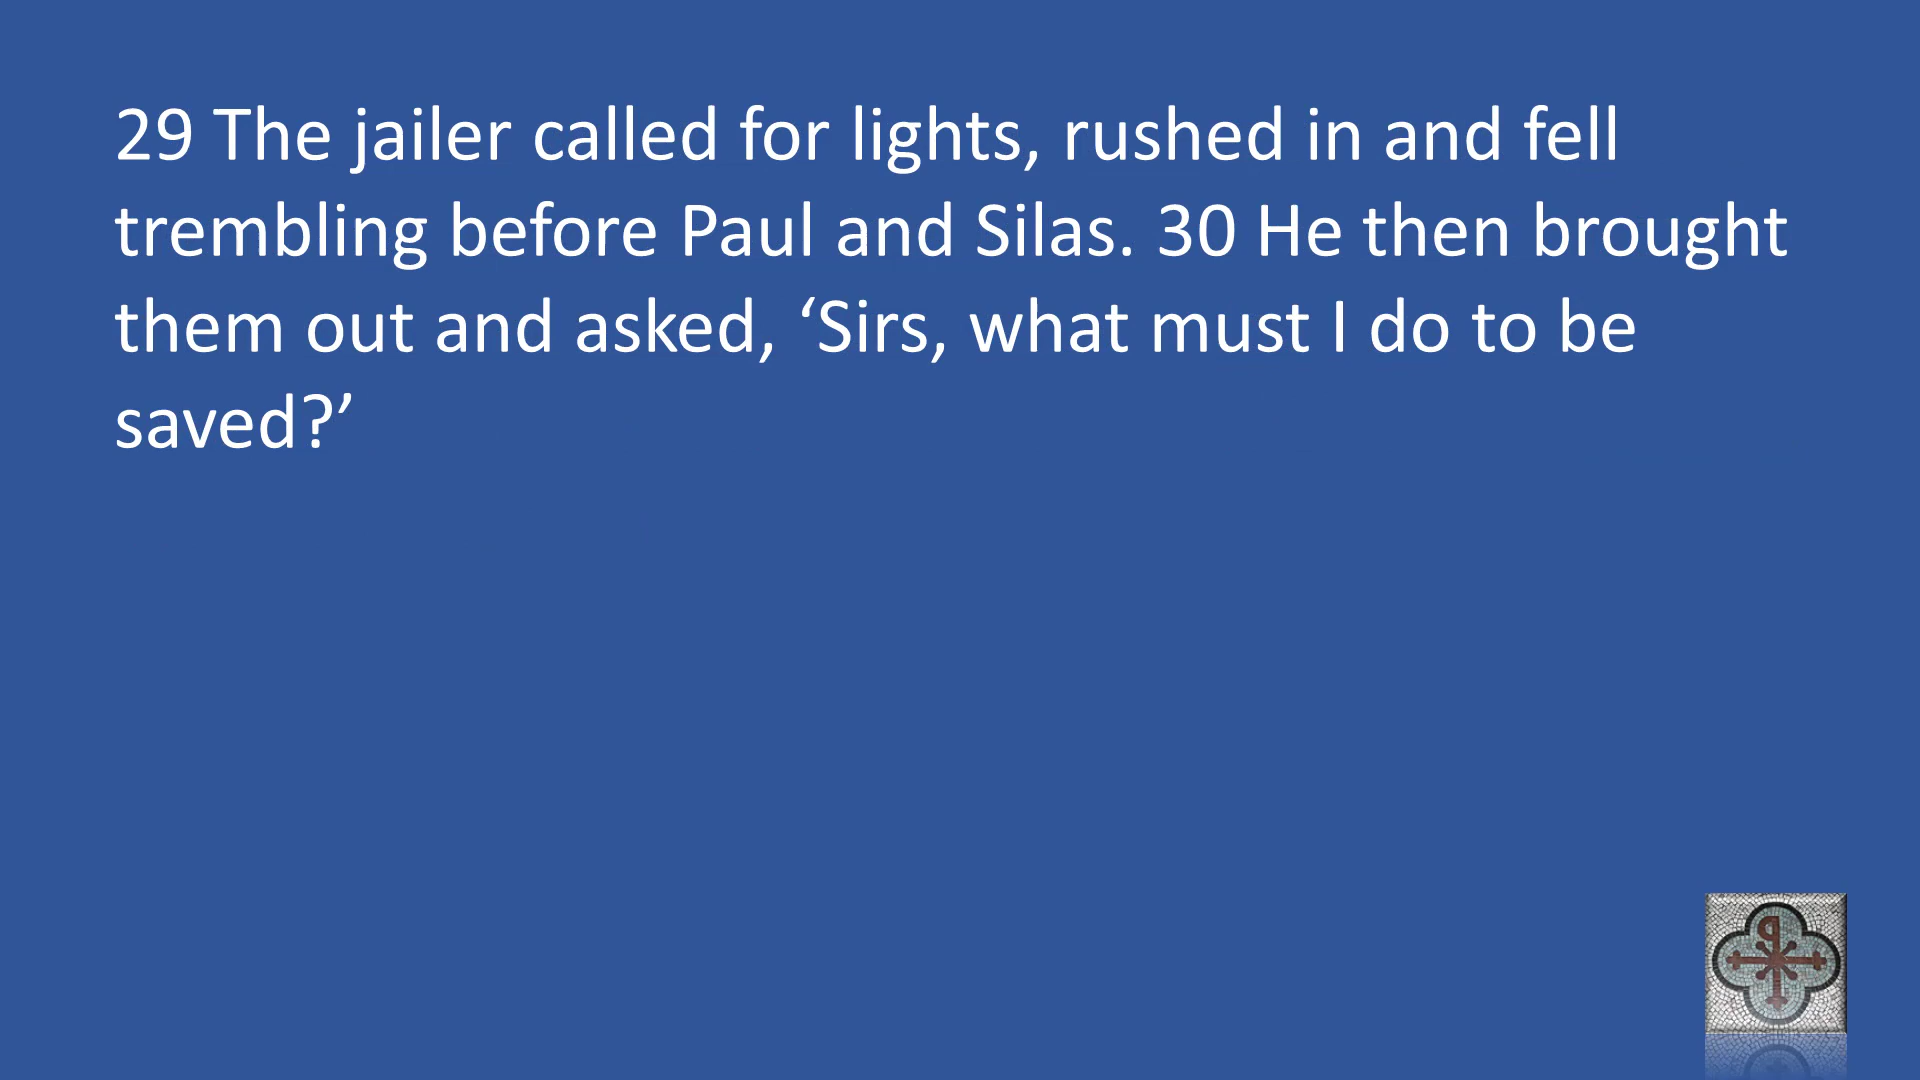 29 The jailer called for lights, rushed in and fell
trembling before Paul and Silas. 30 He then brought
them out and asked, ‘Sirs, what must I do to be
saved?’